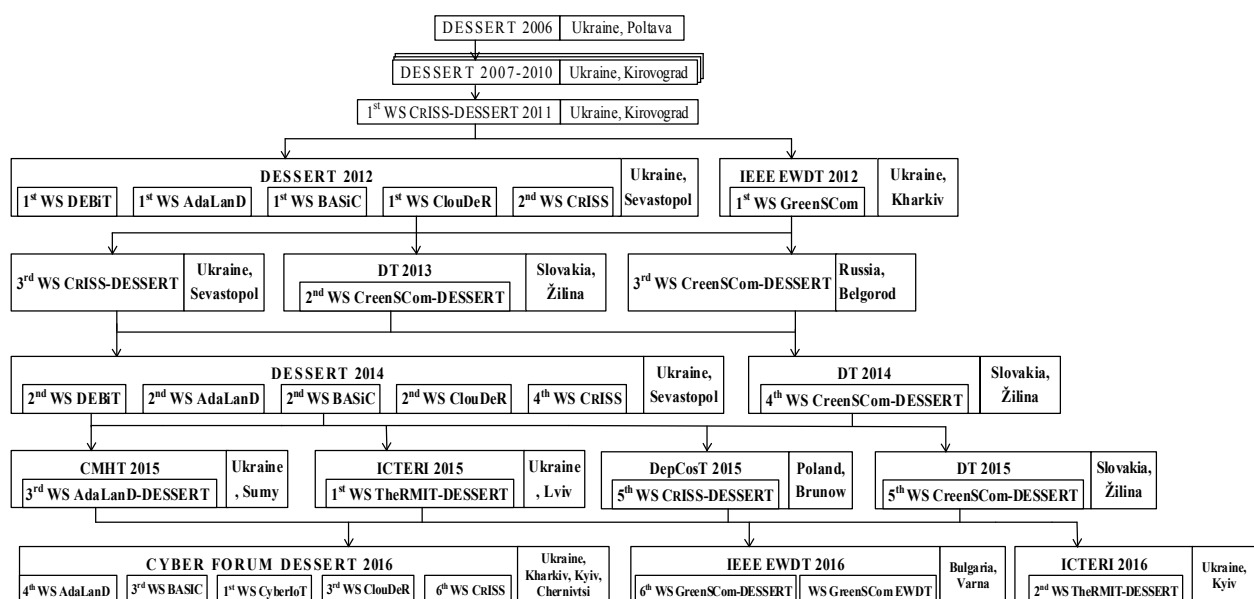 DESSERT 2006 Ukraine, Poltava
DESSERT 2007-2010 Ukraine, Kirovograd
1st WS CRISS-DESSERT 2011 Ukraine, Kirovograd
DESSERT 2012
1st WS DEBiT 1st WS AdaLanD 1st WS BASiC 1st WS ClouDeR 2nd WS CRISS
Ukraine,
Sevastopol
IEEE EWDT 2012
1st WS GreenSCom
Ukraine,
Kharkiv
3rd WS CRISS-DESSERT
Ukraine,
Sevastopol
DT 2013
2nd WS CreenSCom-DESSERT
Slovakia,
Žilina
3rd WS CreenSCom-DESSERT
Russia,
Belgorod
DESSERT 2014
2nd WS DEBiT 2nd WS AdaLanD 2nd WS BASiC 2nd WS ClouDeR 4th WS CRISS
Ukraine,
Sevastopol
DT 2014
4th WS CreenSCom-DESSERT
Slovakia,
Žilina
CMHT 2015
3rd WS AdaLanD-DESSERT
Ukraine
, Sumy
ICTERI 2015
1st WS TheRMIT-DESSERT
Ukraine
, Lviv
DepCosT 2015
5th WS CRISS-DESSERT
Poland,
Brunow
DT 2015
5th WS CreenSCom-DESSERT
Slovakia,
Žilina
CYBER FORUM DESSERT 2016
4th WS AdaLanD 3rd WS BASIC 1st WS CyberIoT 3rd WS ClouDeR 6th WS CRISS
Ukraine,
Kharkiv, Kyiv,
Chernivtsi
IEEE EWDT 2016
6th WS GreenSCom-DESSERT WS GreenSCom EWDT
Bulgaria,
Varna
ICTERI 2016
2nd WS TheRMIT-DESSERT
Ukraine,
Kyiv